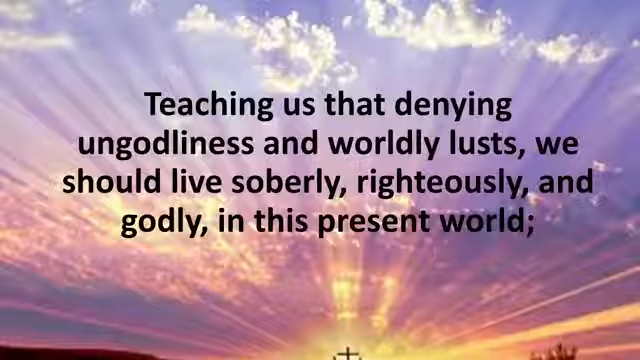 Teaching us that denying
ungodliness and worldly lusts, we
should live soberly, righteously, and
godly, in this present world;